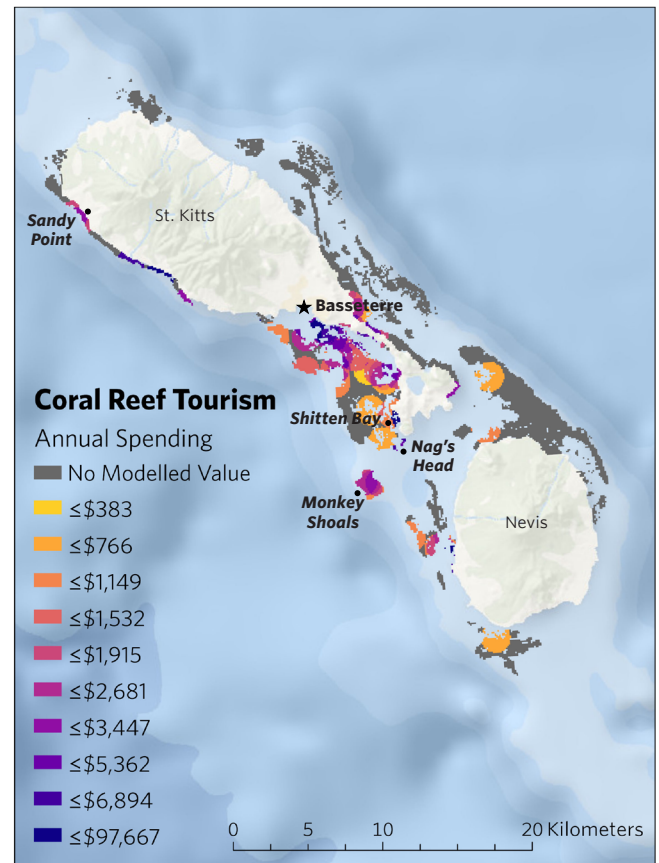 Sandy
Point
St. Kitts
Basseterre
Coral Reef Tourism
Annual Spending
No Modelled Value
≤$383
≤$766
≤$1,149
≤$1,532
≤$1,915
≤$2,681
≤$3,447
≤$5,362
≤$6,894
≤$97,667
Shitten Bay
Nag's
Head
Monkey
Shoals
Nevis
0 5 10 20 Kilometers